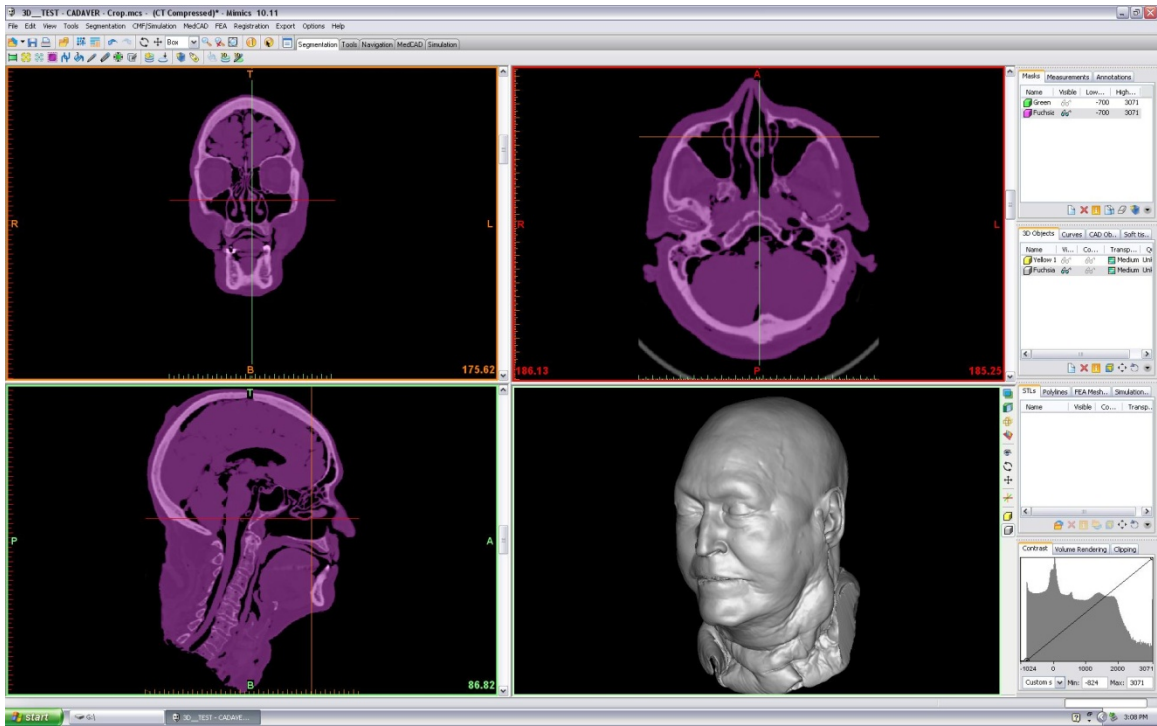 3D__TEST - CADAVER - Crop.mcs - (CT Compressed)* - Mimics 10.11
File Edit View Tools Segmentation CMF/Simulation MedCAD FEA Registration Export Options Help
Box Segmentation Tools Navigation MedCAD Simulation
T
R
L
B
175.62
A
R
L
P
186.13
185.25
T
P
A
B
86.82
Masks Measurements Annotations
Name Visible Low... High...
Green -700 3071
Fuchsia -700 3071
3D Objects Curves CAD Ob.. Soft tis..
Name Vi... Co... Transp...
Yellow 1 Medium
Fuchsia Medium
STLs Polylines FEA Mesh.. Simulation..
Name Visible Co... Transp.
Contrast Volume Rendering Clipping
-1024 0 1000 2000 3071
Custom s Min: -824 Max: 3071
start G:\ 3D__TEST - CADAVE... 3:08 PM